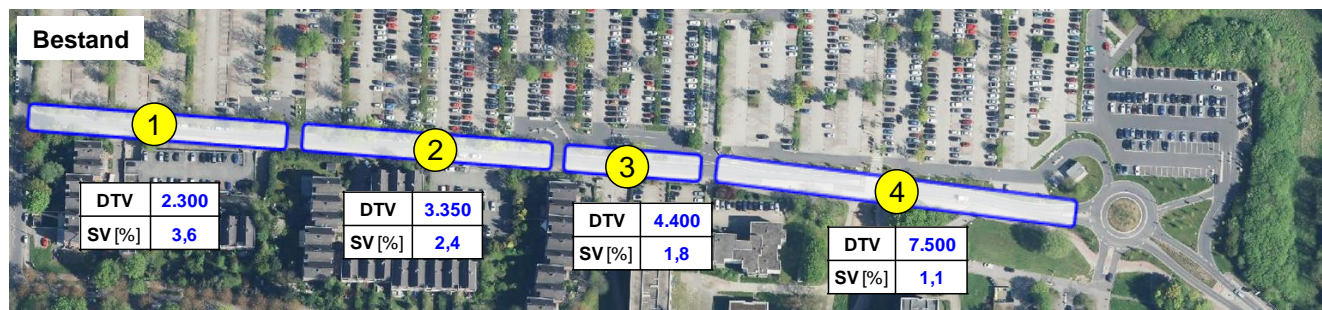 Bestand
1
2
3
4
DTV 2.300
SV [%] 3,6
DTV 3.350
SV [%] 2,4
DTV 4.400
SV [%] 1,8
DTV 7.500
SV [%] 1,1